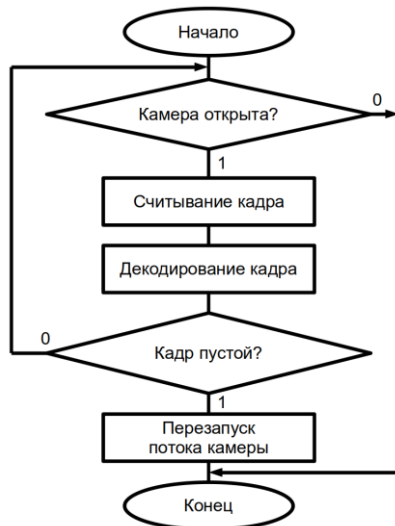 Начало
Камера открыта?
0
1
Считывание кадра
Декодирование кадра
0
Кадр пустой?
1
Перезапуск
потока камеры
Конец